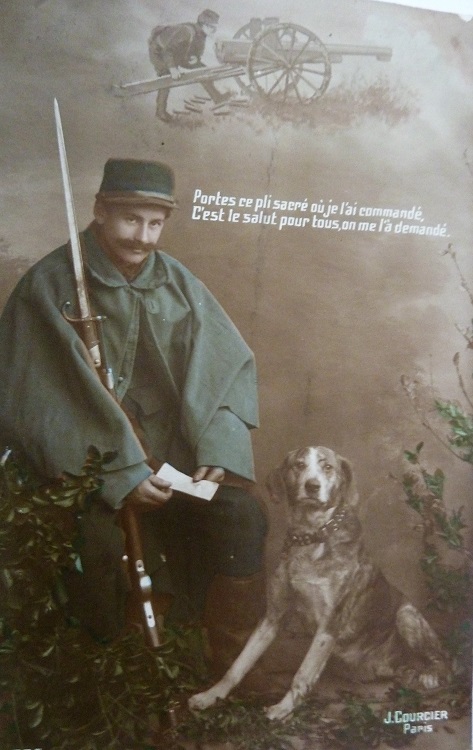 Portes ce pli sacré où je l'ai commandé,
C'est le salut pour tous, on me l'a demandé.
J. COURCIER
Paris